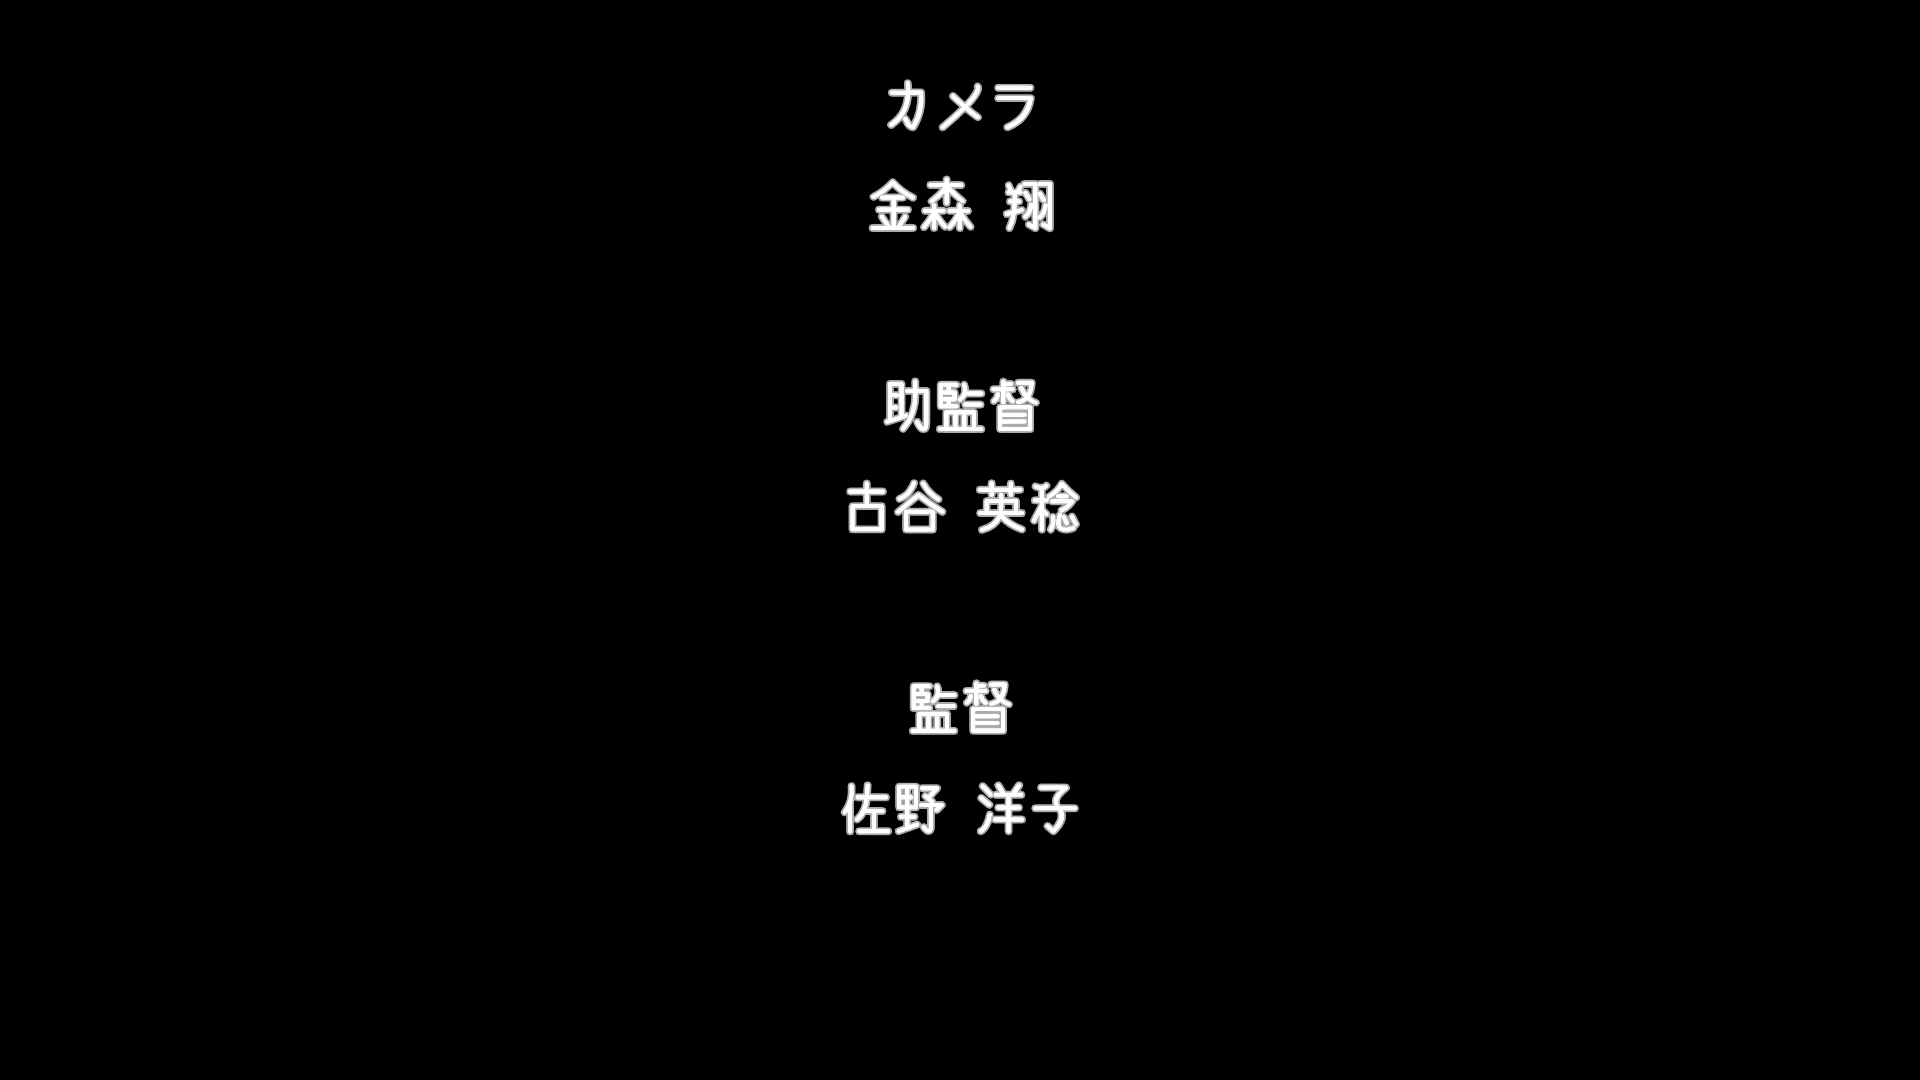 カメラ
金森 翔
助監督
古谷 英稔
監督
佐野 洋子